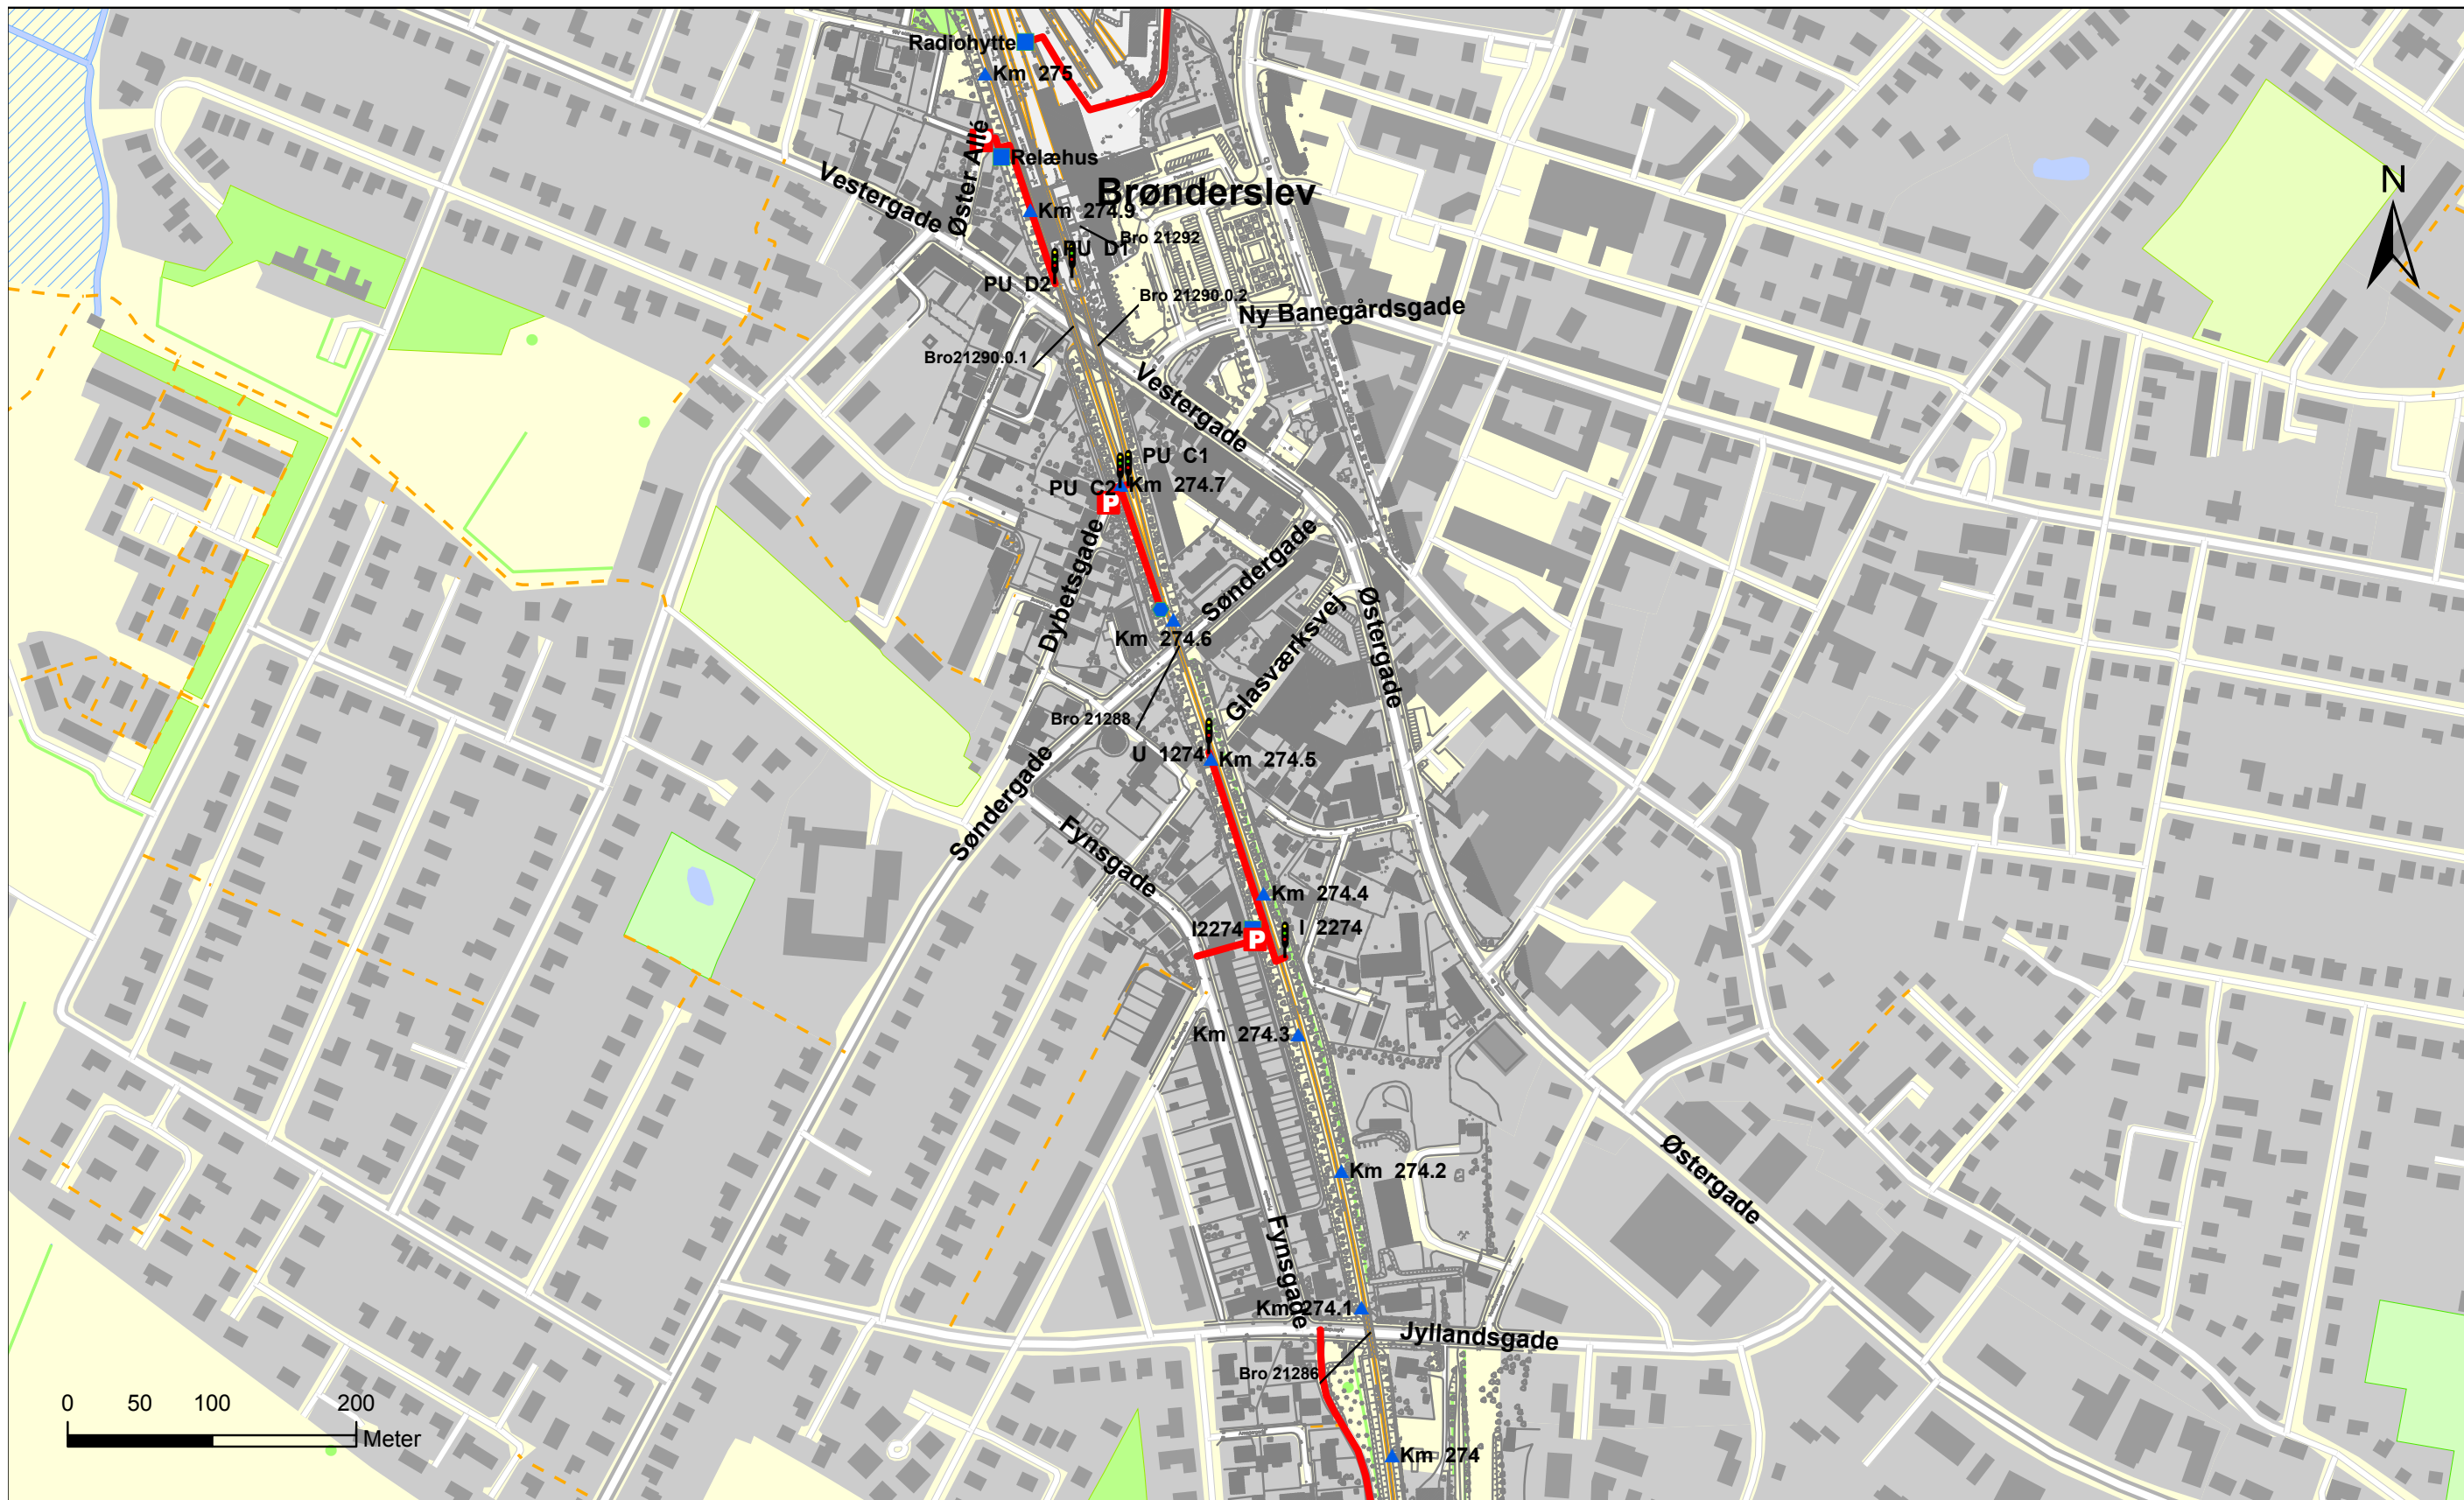 Radiohytte
Km 275
P
Øster Allé
Relæhus
Vestergade
Brønderslev
Km 274.9
Bro 21292
PU D1
PU D2
Bro 21290.0.2
Ny Banegårdsgade
Bro21290.0.1
Vestergade
N
PU C1
PU C2
Km 274.7
P
Dybetsgade
Søndergade
Km 274.6
Glasværksvej
Østergade
Bro 21288
U 1274
Km 274.5
Søndergade
Fynsgade
Km 274.4
I2274
P
I 2274
Km 274.3
Km 274.2
Østergade
Fynsgade
Km 274.1
Jyllandsgade
Bro 21286
Km 274
0 50 100 200
Meter